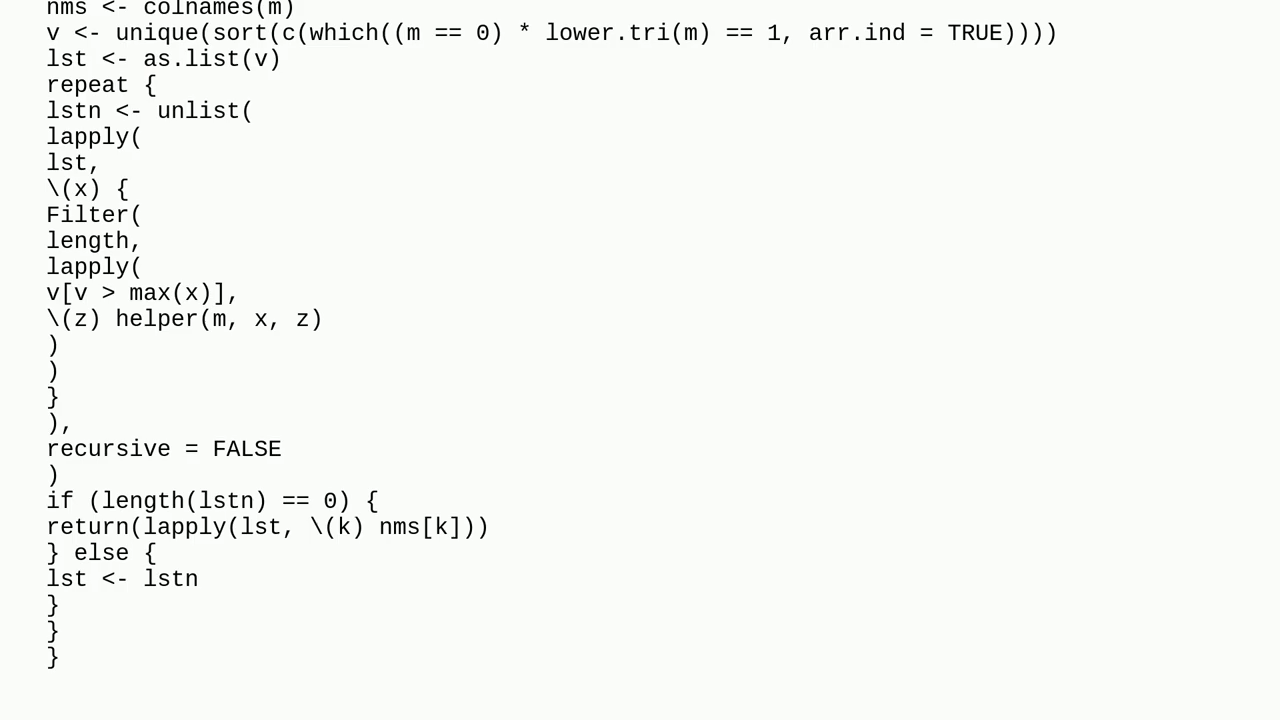 nms <- colnames(m)
v <- unique(sort(c(which((m == 0) * lower.tri(m) == 1, arr.ind = TRUE))))
lst <- as.list(v)
repeat {
lstn <- unlist(
lapply(
lst,
\(x) {
Filter(
length,
lapply(
v[v > max(x)],
\(z) helper(m, x, z)
)
)
}
),
recursive = FALSE
)
if (length(lstn) == 0) {
return(lapply(lst, \(k) nms[k]))
} else {
lst <- lstn
}
}
}